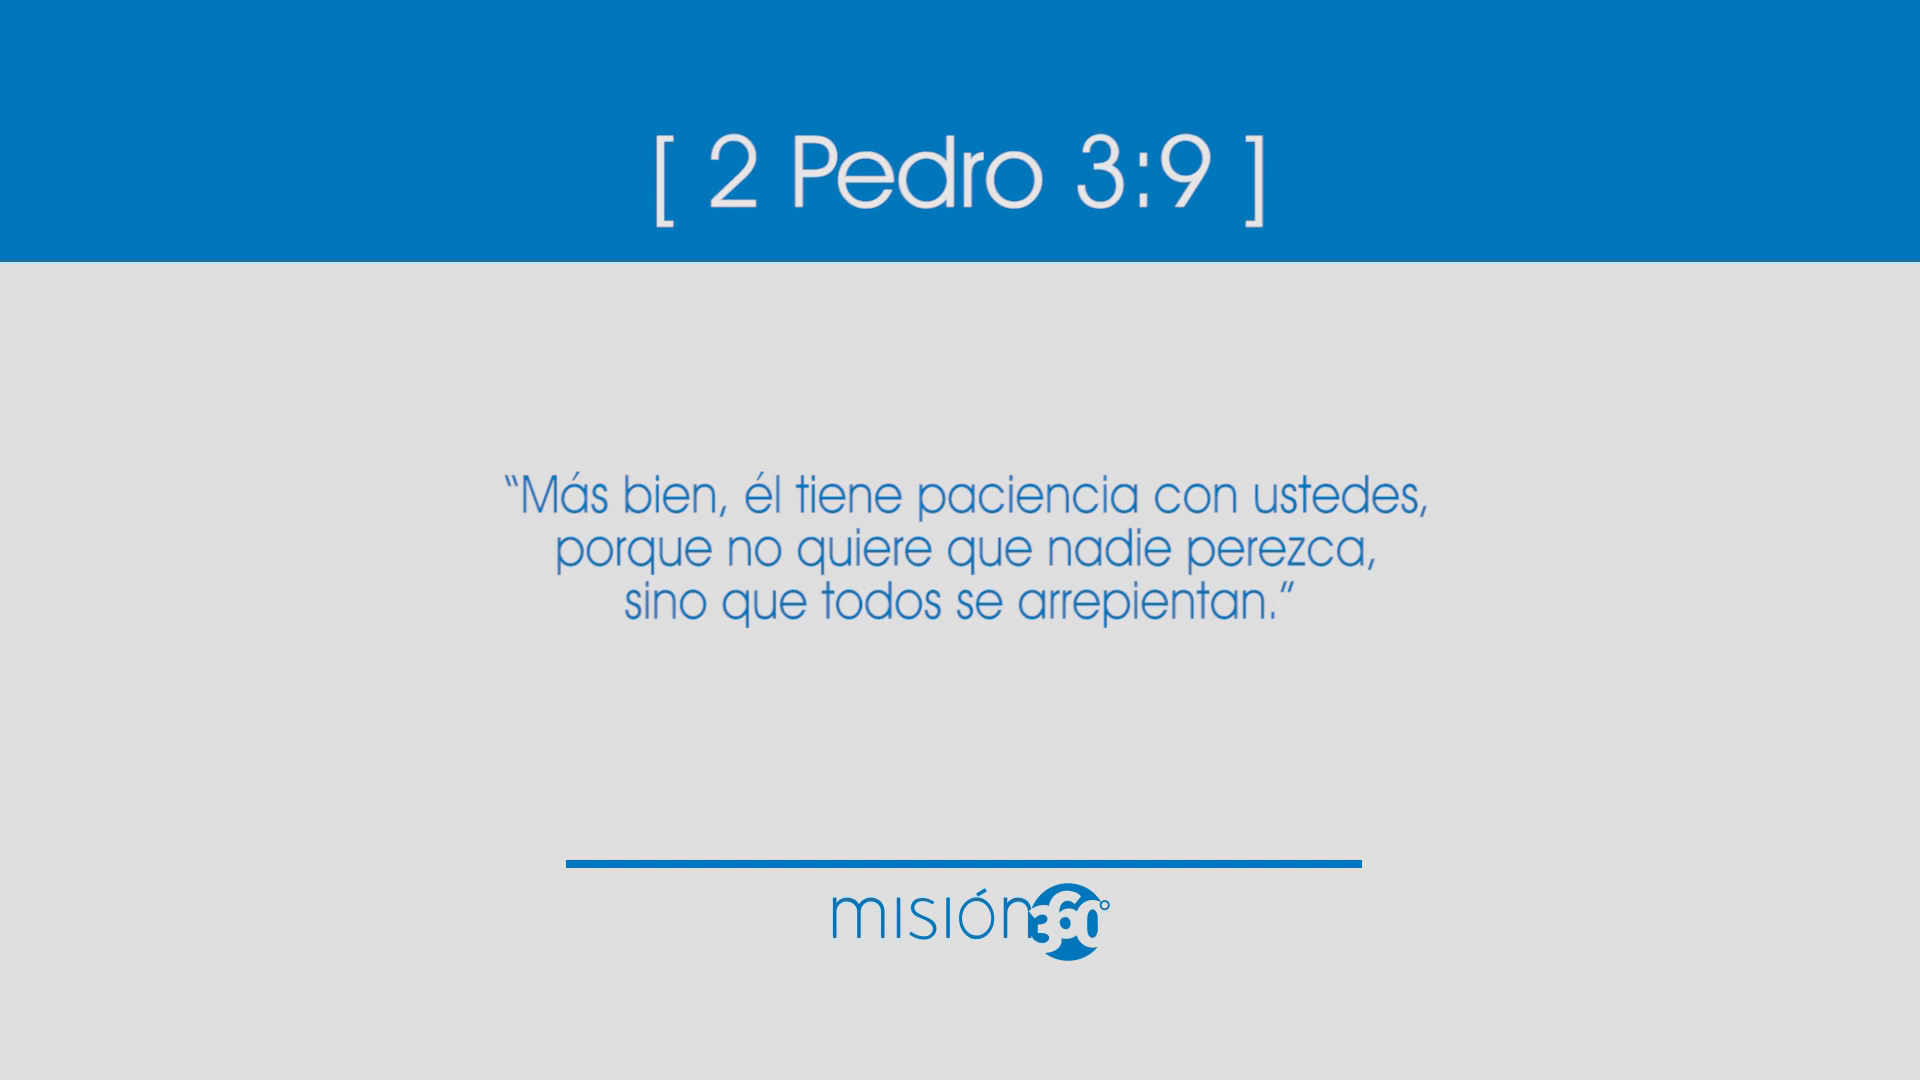 [ 2 Pedro 3:9 ]
“Más bien, él tiene paciencia con ustedes,
porque no quiere que nadie perezca,
sino que todos se arrepientan.”
misión360°